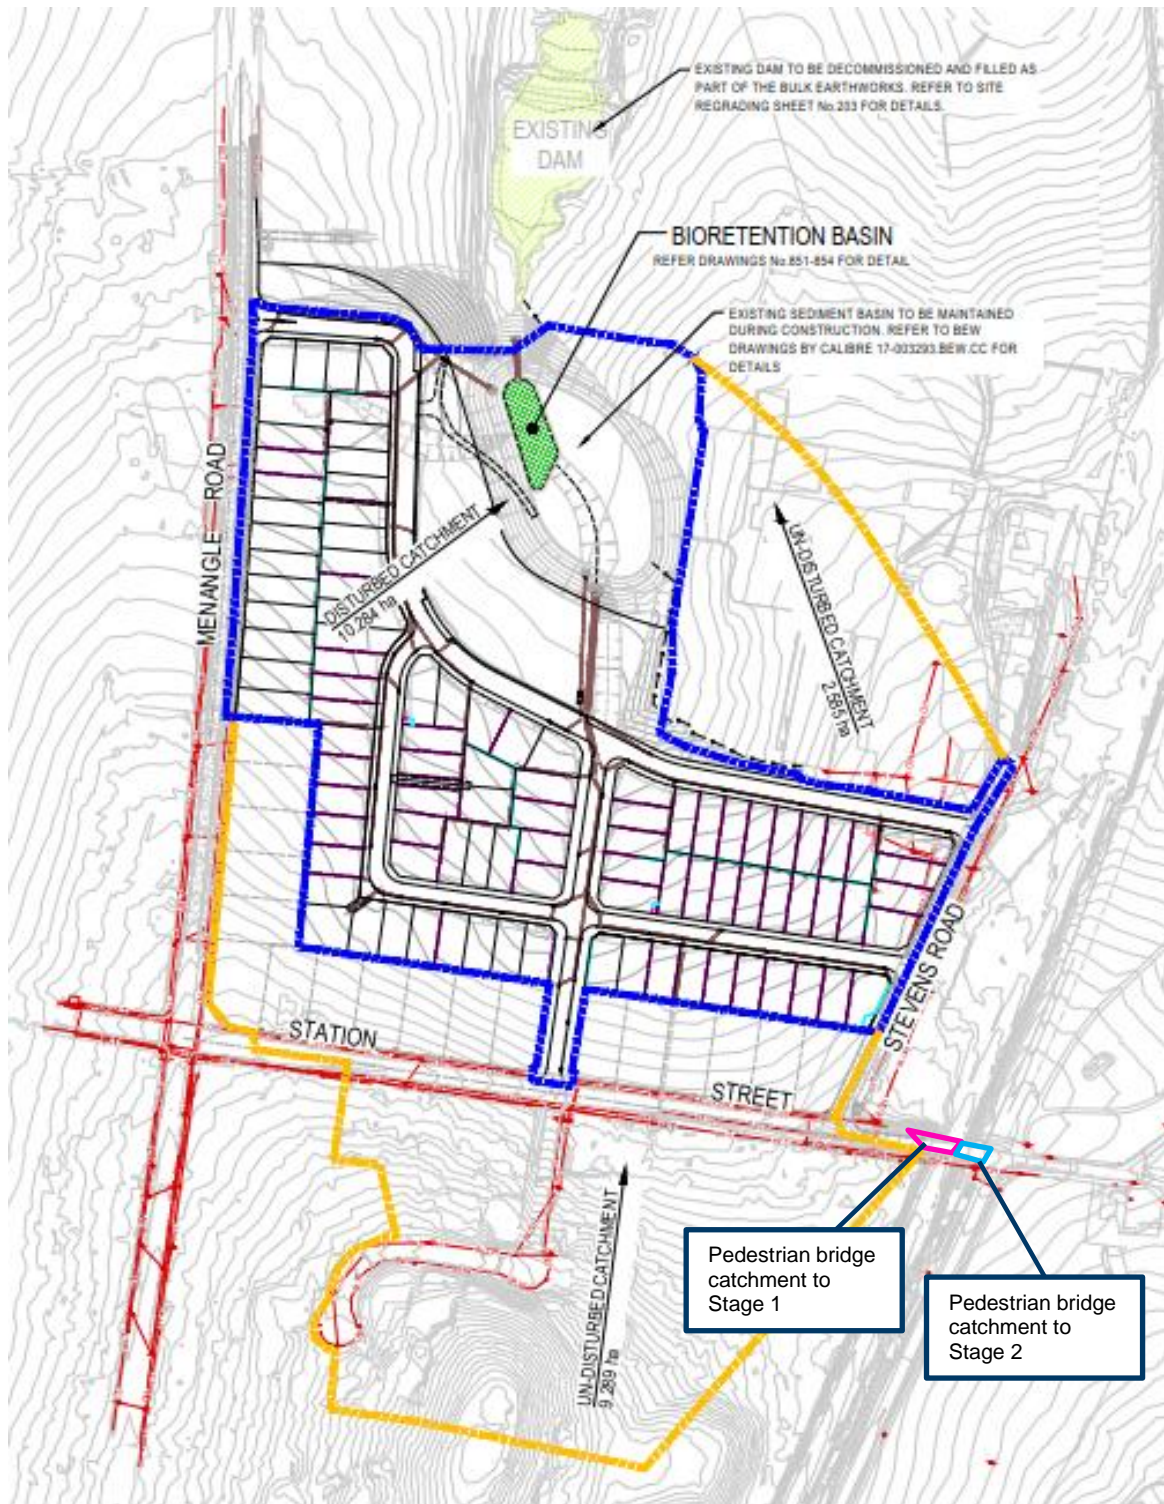 EXISTING DAM TO BE DECOMMISSIONED AND FILLED AS
PART OF THE BULK EARTHWORKS. REFER TO SITE
REGRADING SHEET No.203 FOR DETAILS.
EXISTING
DAM
BIORETENTION BASIN
REFER DRAWINGS No.851-854 FOR DETAIL
EXISTING SEDIMENT BASIN TO BE MAINTAINED
DURING CONSTRUCTION. REFER TO BEW
DRAWINGS BY CALIBRE 17-003293.BEW.CC FOR
DETAILS
MENANGLE ROAD
DISTURBED CATCHMENT
10.284 ha
UN-DISTURBED CATCHMENT
2.585 ha
STEVENS ROAD
STATION
STREET
UN-DISTURBED CATCHMENT
9.289 ha
Pedestrian bridge
catchment to
Stage 1
Pedestrian bridge
catchment to
Stage 2